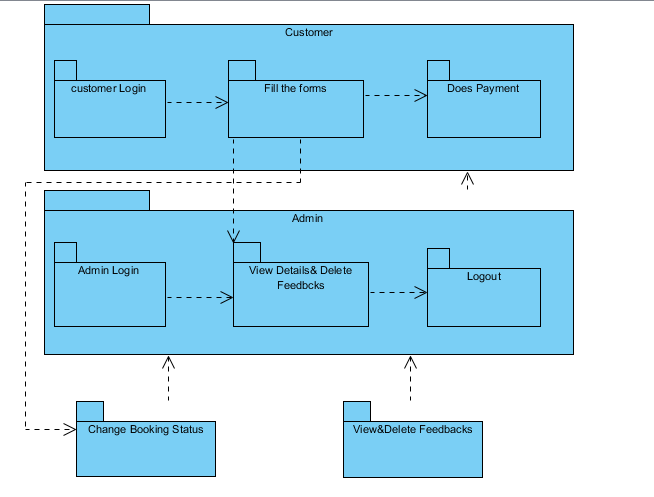 Customer
customer Login
Fill the forms
Does Payment
Admin
Admin Login
View Details& Delete
Feedbcks
Logout
Change Booking Status
View&Delete Feedbacks